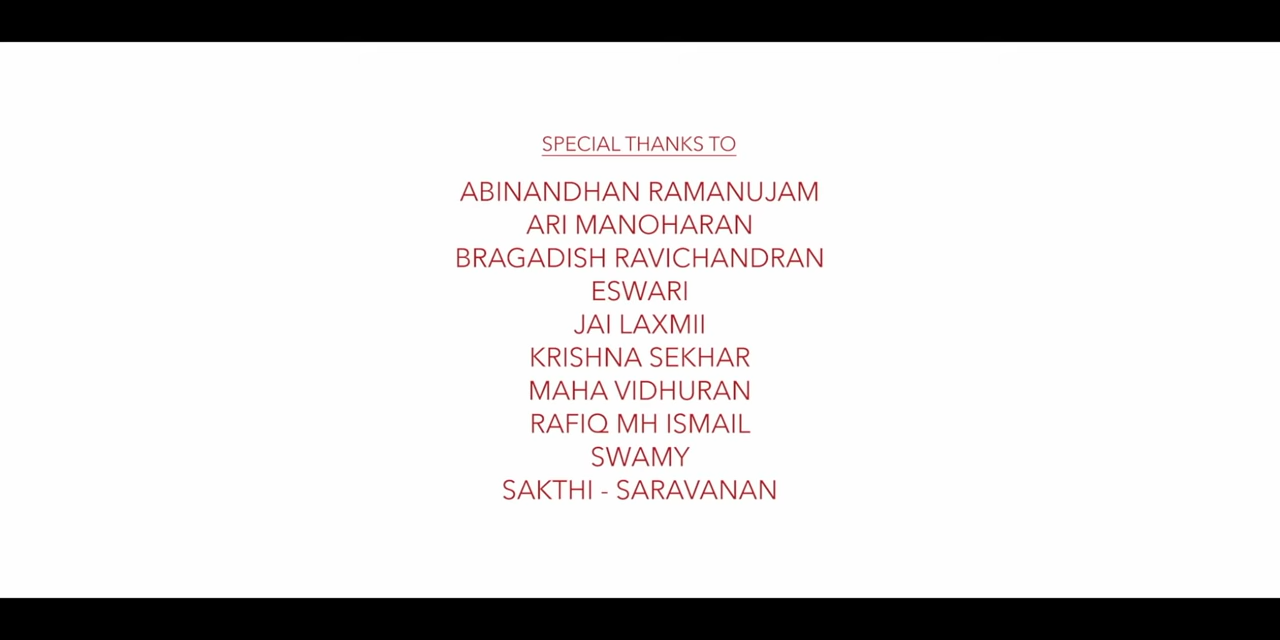 SPECIAL THANKS TO
ABINANDHAN RAMANUJAM
ARI MANOHARAN
BRAGADISH RAVICHANDRAN
ESWARI
JAI LAXMII
KRISHNA SEKHAR
MAHA VIDHURAN
RAFIQ MH ISMAIL
SWAMY
SAKTHI - SARAVANAN